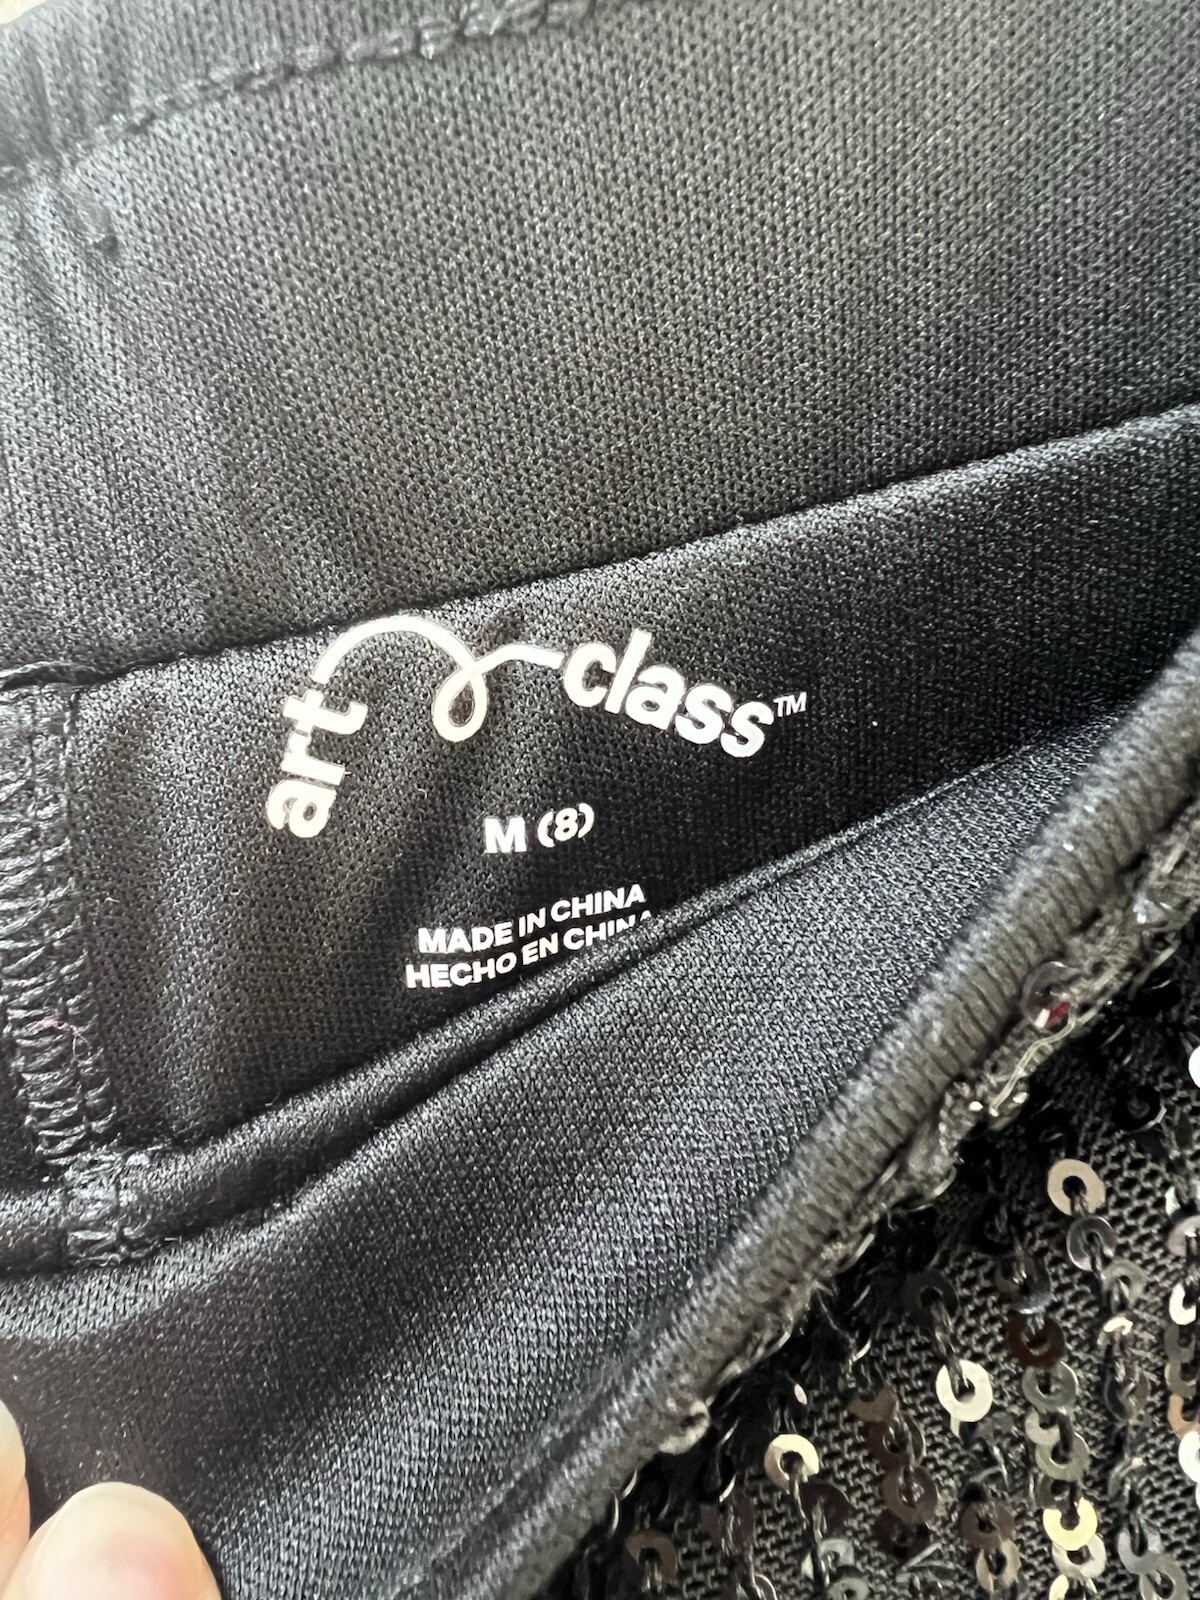 art class™
M (8)
MADE IN CHINA
HECHO EN CHINA